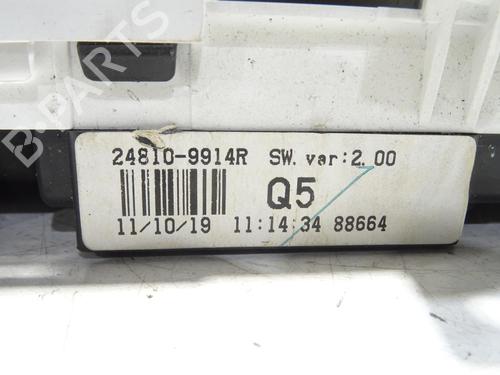 B-PARTS
24810-9914R SW. var:2.00
Q5
11/10/19 11:14:34 88664